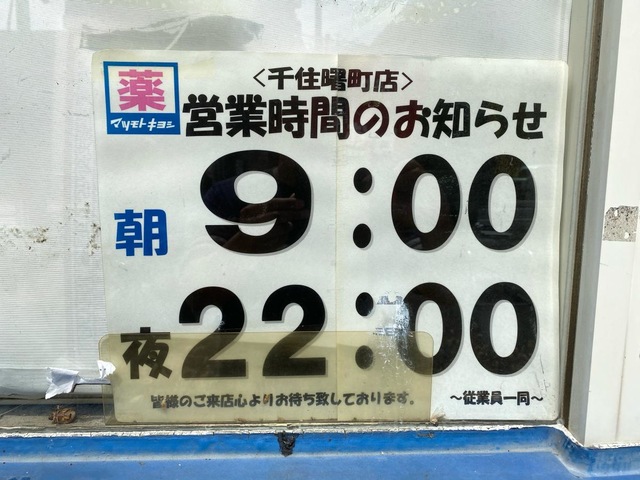 薬
マツモトキヨシ
<千住曙町店>
営業時間のお知らせ
朝 9:00
夜 22:00
皆様のご来店心よりお待ち致しております。
~従業員一同~